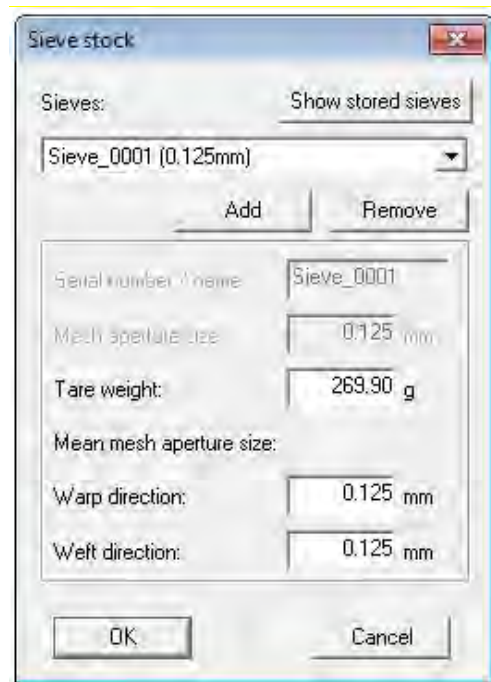 Sieve stock
Sieves: Show stored sieves
Sieve_0001 (0.125mm)
Add Remove
Serial number / name Sieve_0001
Mesh aperture size 0.125 mm
Tare weight: 269.90 g
Mean mesh aperture size:
Warp direction: 0.125 mm
Weft direction: 0.125 mm
OK Cancel